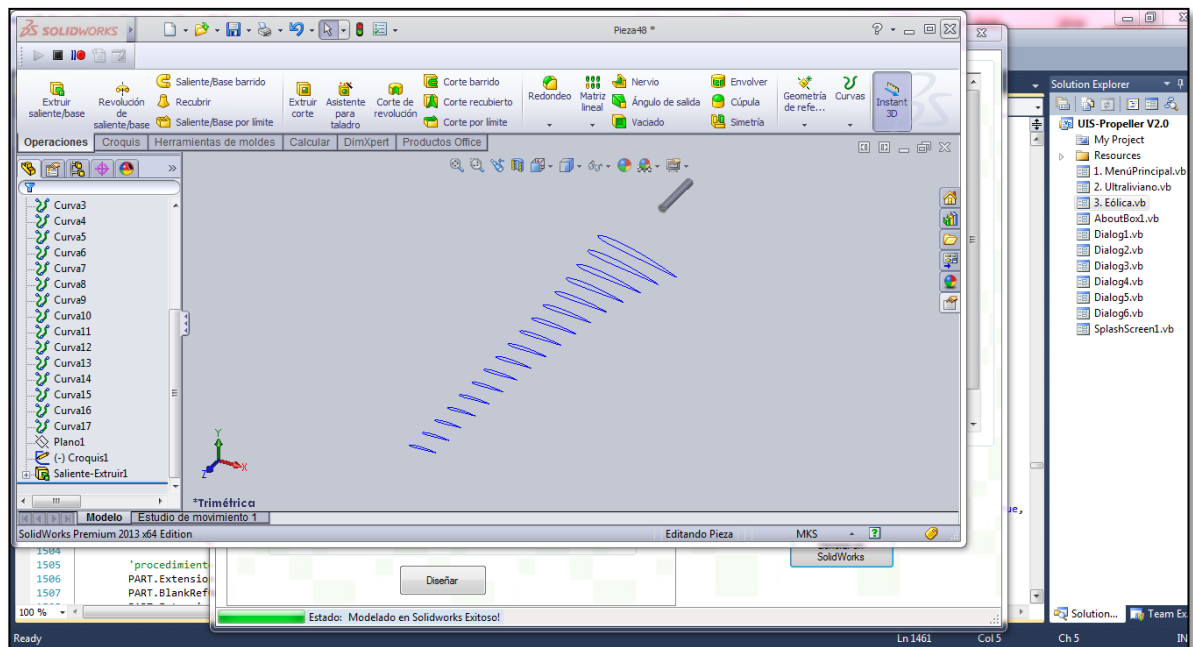 SOLIDWORKS
Pieza48 *
Extruir saliente/base
Revolución de saliente/base
Saliente/Base barrido
Recubrir
Saliente/Base por límite
Extruir corte
Asistente para taladro
Corte de revolución
Corte barrido
Corte recubierto
Corte por límite
Redondeo
Matriz lineal
Nervio
Ángulo de salida
Vaciado
Envolver
Cúpula
Simetría
Geometría de refe...
Curvas
Instant 3D
Operaciones Croquis Herramientas de moldes Calcular DimXpert Productos Office
Curva3
Curva4
Curva5
Curva6
Curva7
Curva8
Curva9
Curva10
Curva11
Curva12
Curva13
Curva14
Curva15
Curva16
Curva17
Plano1
(-) Croquis1
Saliente-Extruir1
Y
X
Z
*Trimétrica
Modelo Estudio de movimiento 1
SolidWorks Premium 2013 x64 Edition Editando Pieza MKS
Solution Explorer
UIS-Propeller V2.0
My Project
Resources
1. MenúPrincipal.vb
2. Ultraliviano.vb
3. Eólica.vb
AboutBox1.vb
Dialog1.vb
Dialog2.vb
Dialog3.vb
Dialog4.vb
Dialog5.vb
Dialog6.vb
SplashScreen1.vb
ue,
1504
1505 'procedimiento
1506 PART.Extensio
1507 PART.BlankRef
100 %
Diseñar
SolidWorks
Estado: Modelado en Solidworks Exitoso!
Solution... Team Ex
Ready Ln 1461 Col 5 Ch 5 IN